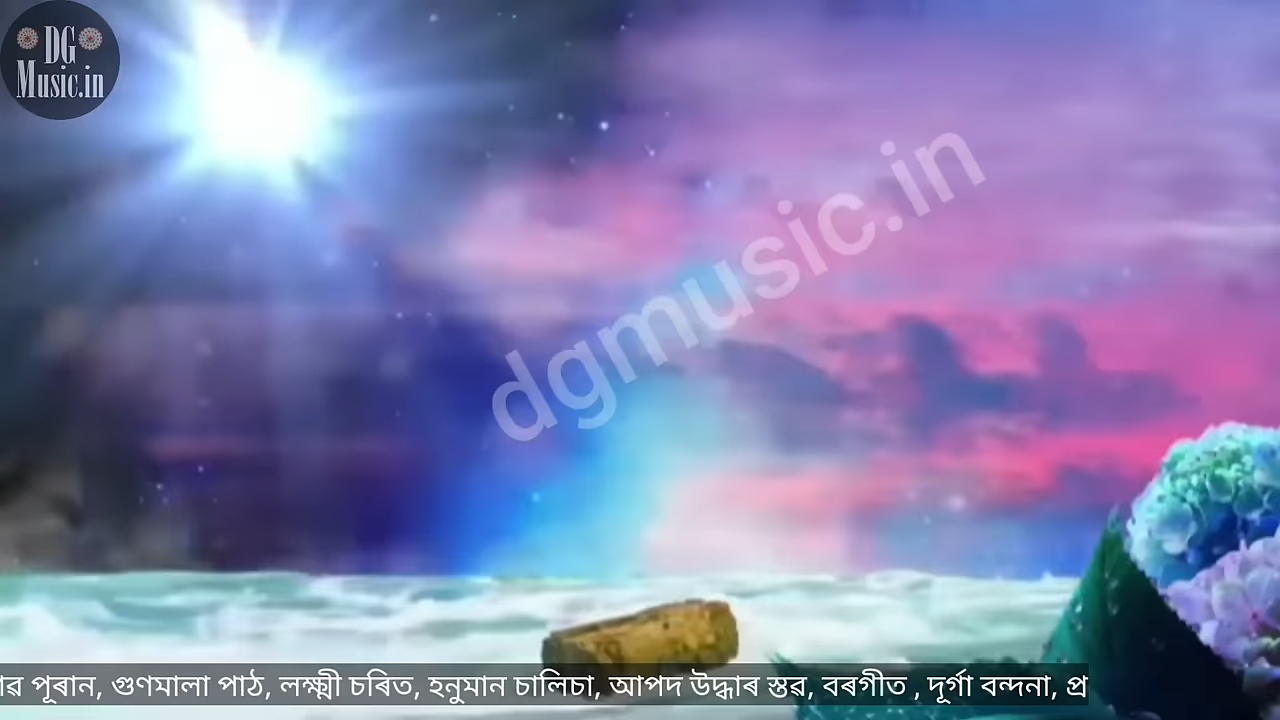 DG
Music.in
dgmusic.in
পূৰান, গুণমালা পাঠ, লক্ষ্মী চৰিত, হনুমান চালিচা, আপদ উদ্ধাৰ স্তৱ, বৰগীত , দূৰ্গা বন্দনা,